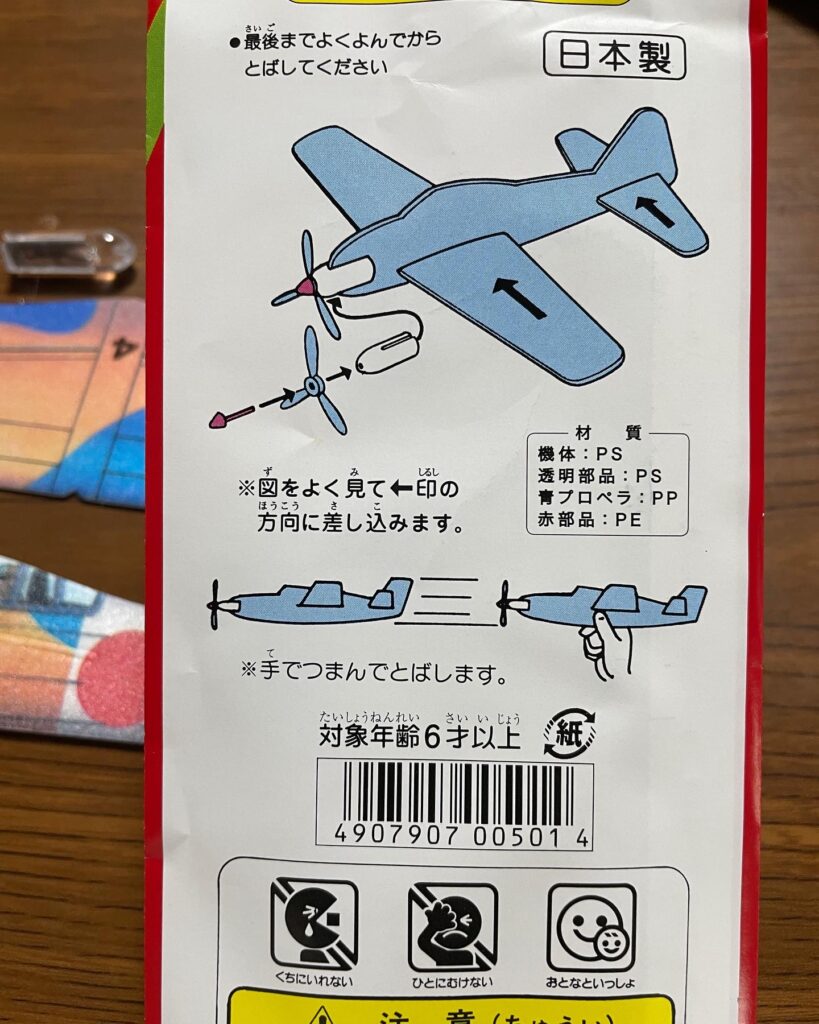 ●最後までよくよんでから
とばしてください
日本製
材質
機体：PS
透明部品：PS
青プロペラ：PP
赤部品：PE
※図をよく見て←印の
方向に差し込みます。
※手でつまんでとばします。
対象年齢6才以上
紙
4907907005014
くちにいれない
ひとにむけない
おとなといっしょ
注意(ちゅうい)
4